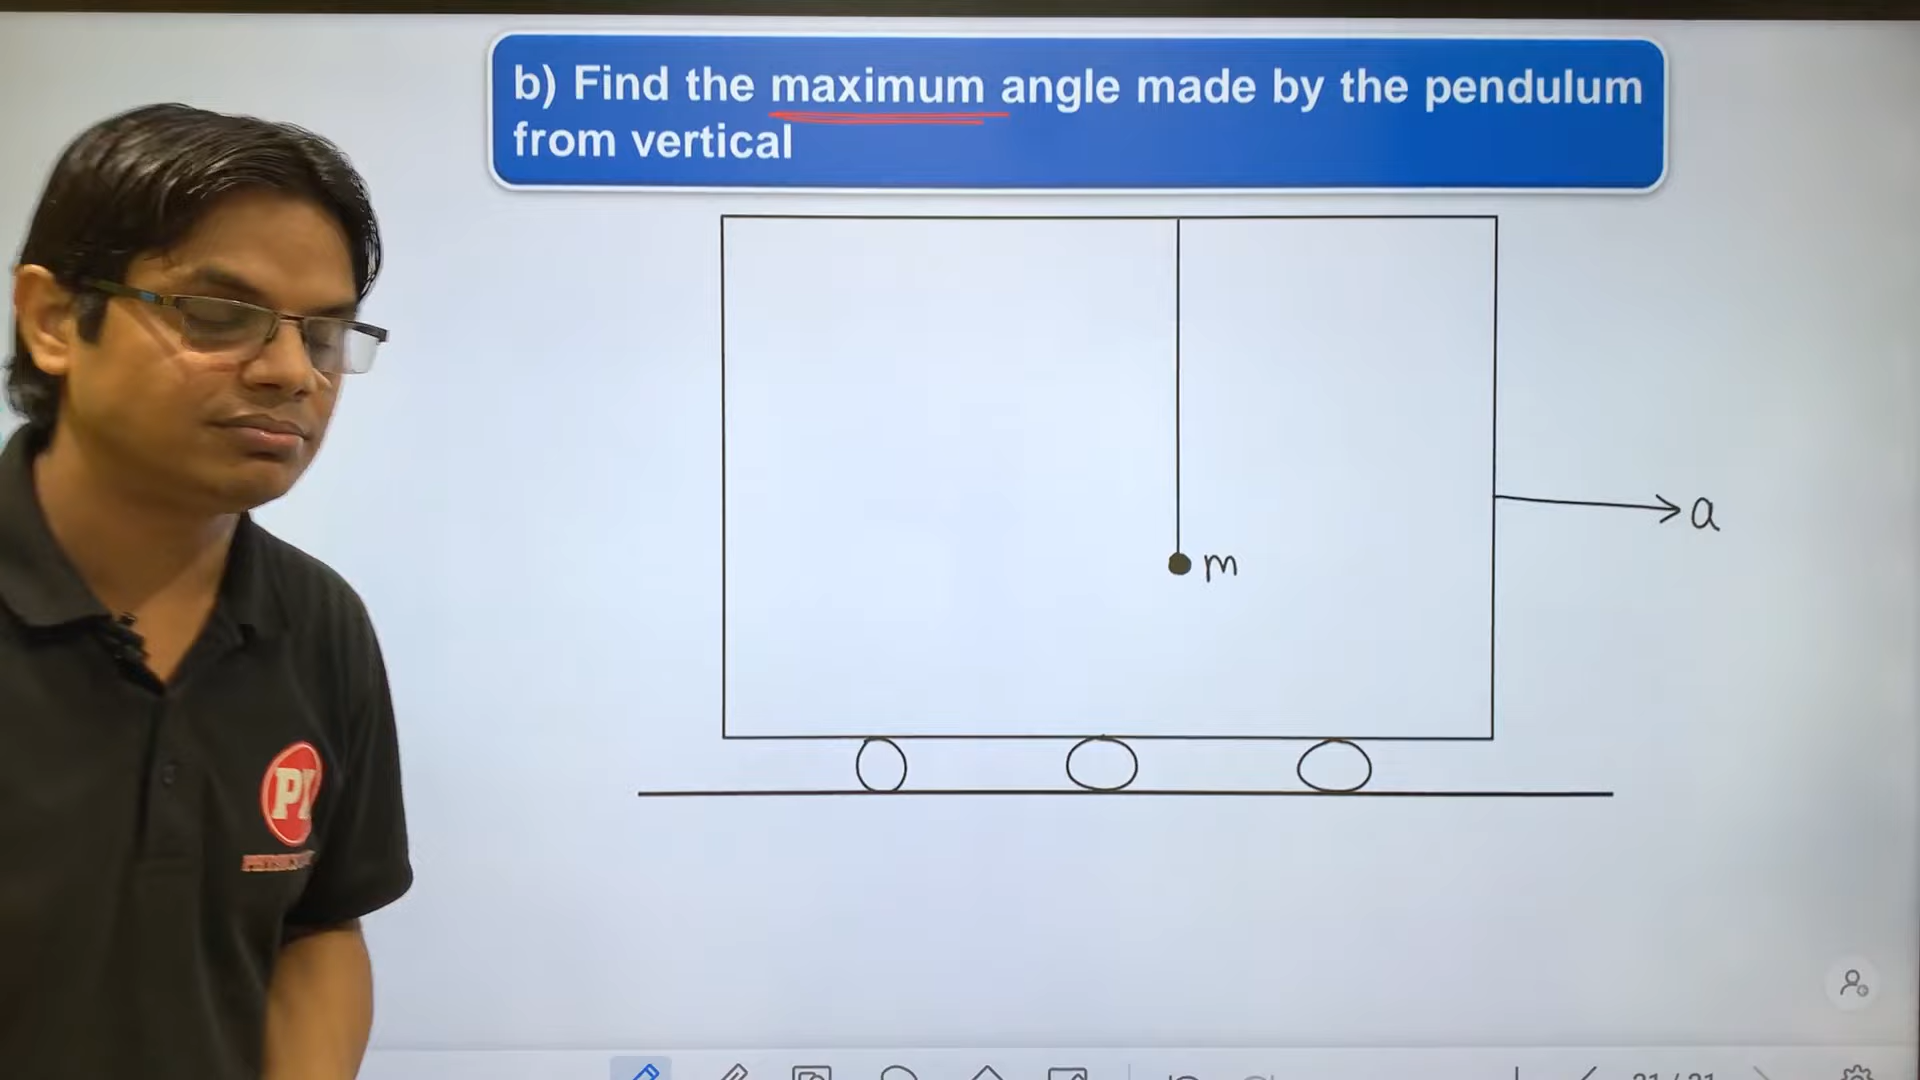 b) Find the maximum angle made by the pendulum
from vertical
a
m